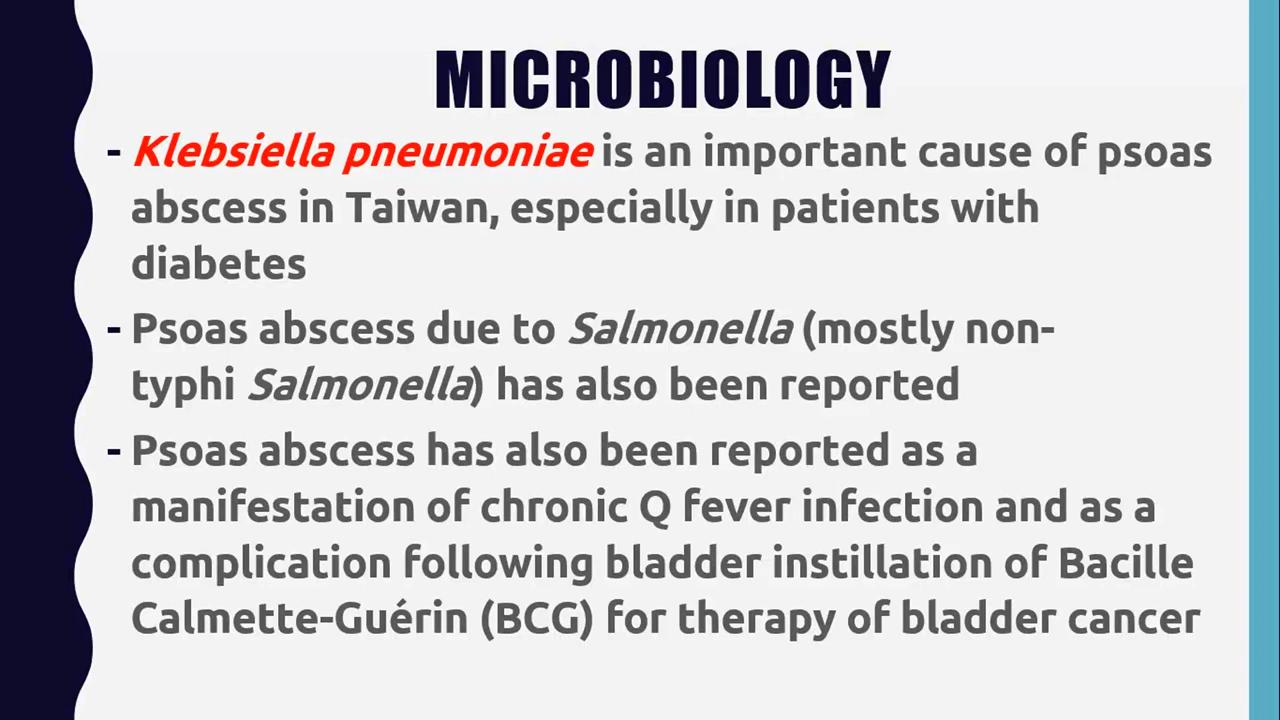 MICROBIOLOGY
- Klebsiella pneumoniae is an important cause of psoas
abscess in Taiwan, especially in patients with
diabetes
- Psoas abscess due to Salmonella (mostly non-
typhi Salmonella) has also been reported
- Psoas abscess has also been reported as a
manifestation of chronic Q fever infection and as a
complication following bladder instillation of Bacille
Calmette-Guérin (BCG) for therapy of bladder cancer